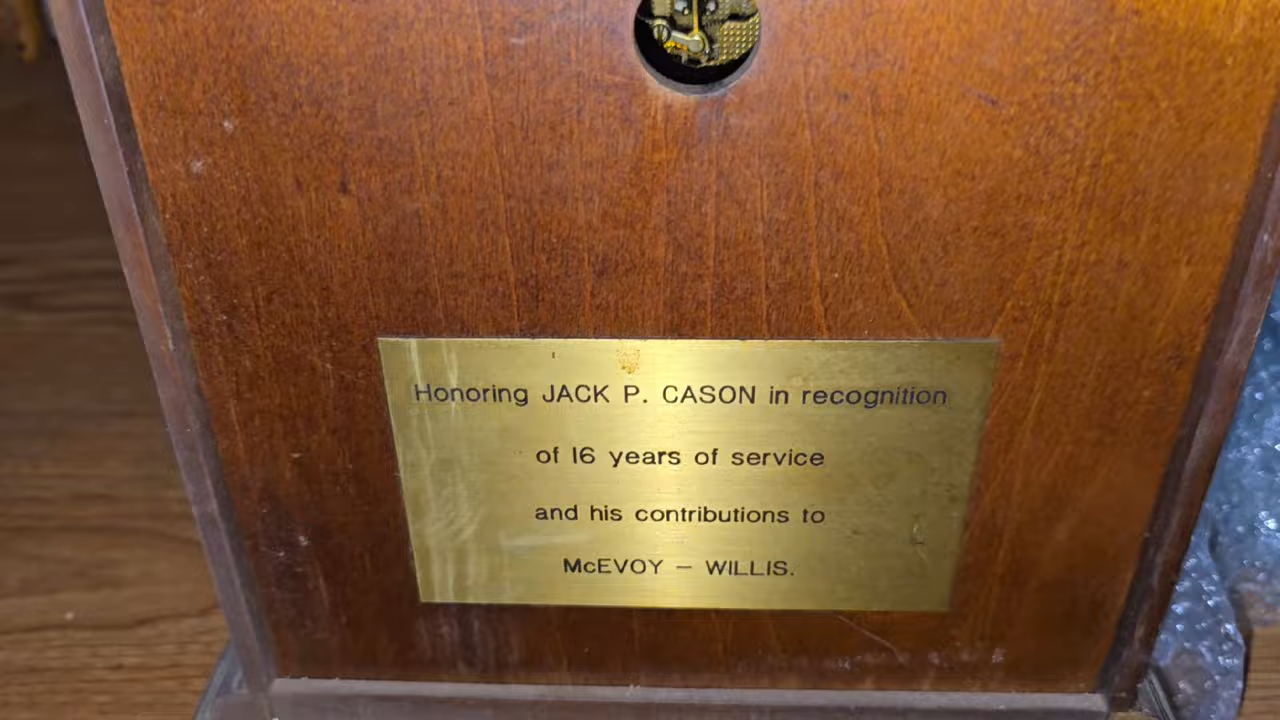 Honoring JACK P. CASON in recognition
of 16 years of service
and his contributions to
McEVOY – WILLIS.